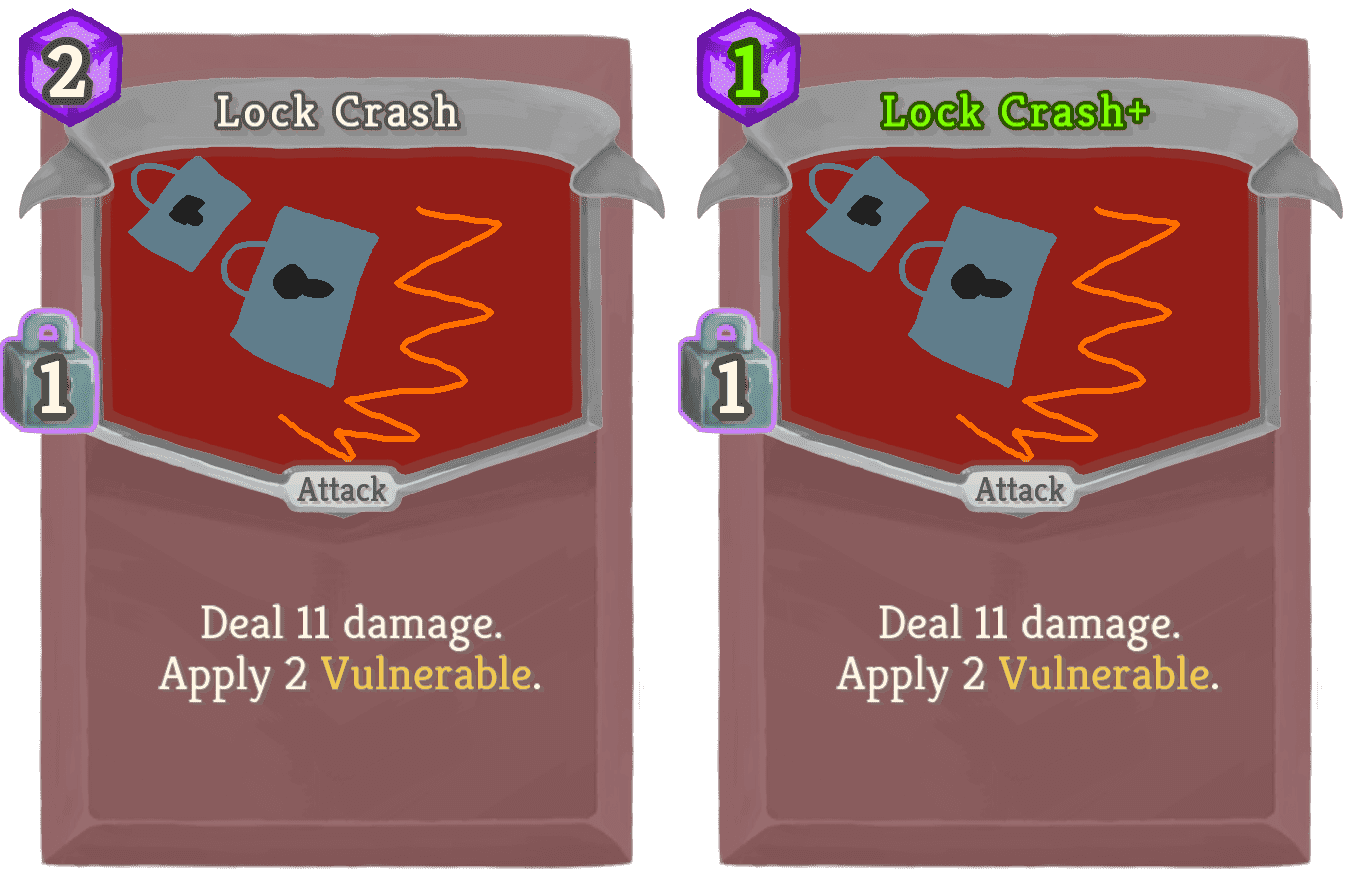 2
Lock Crash
1
Attack
Deal 11 damage.
Apply 2 Vulnerable.
1
Lock Crash+
1
Attack
Deal 11 damage.
Apply 2 Vulnerable.